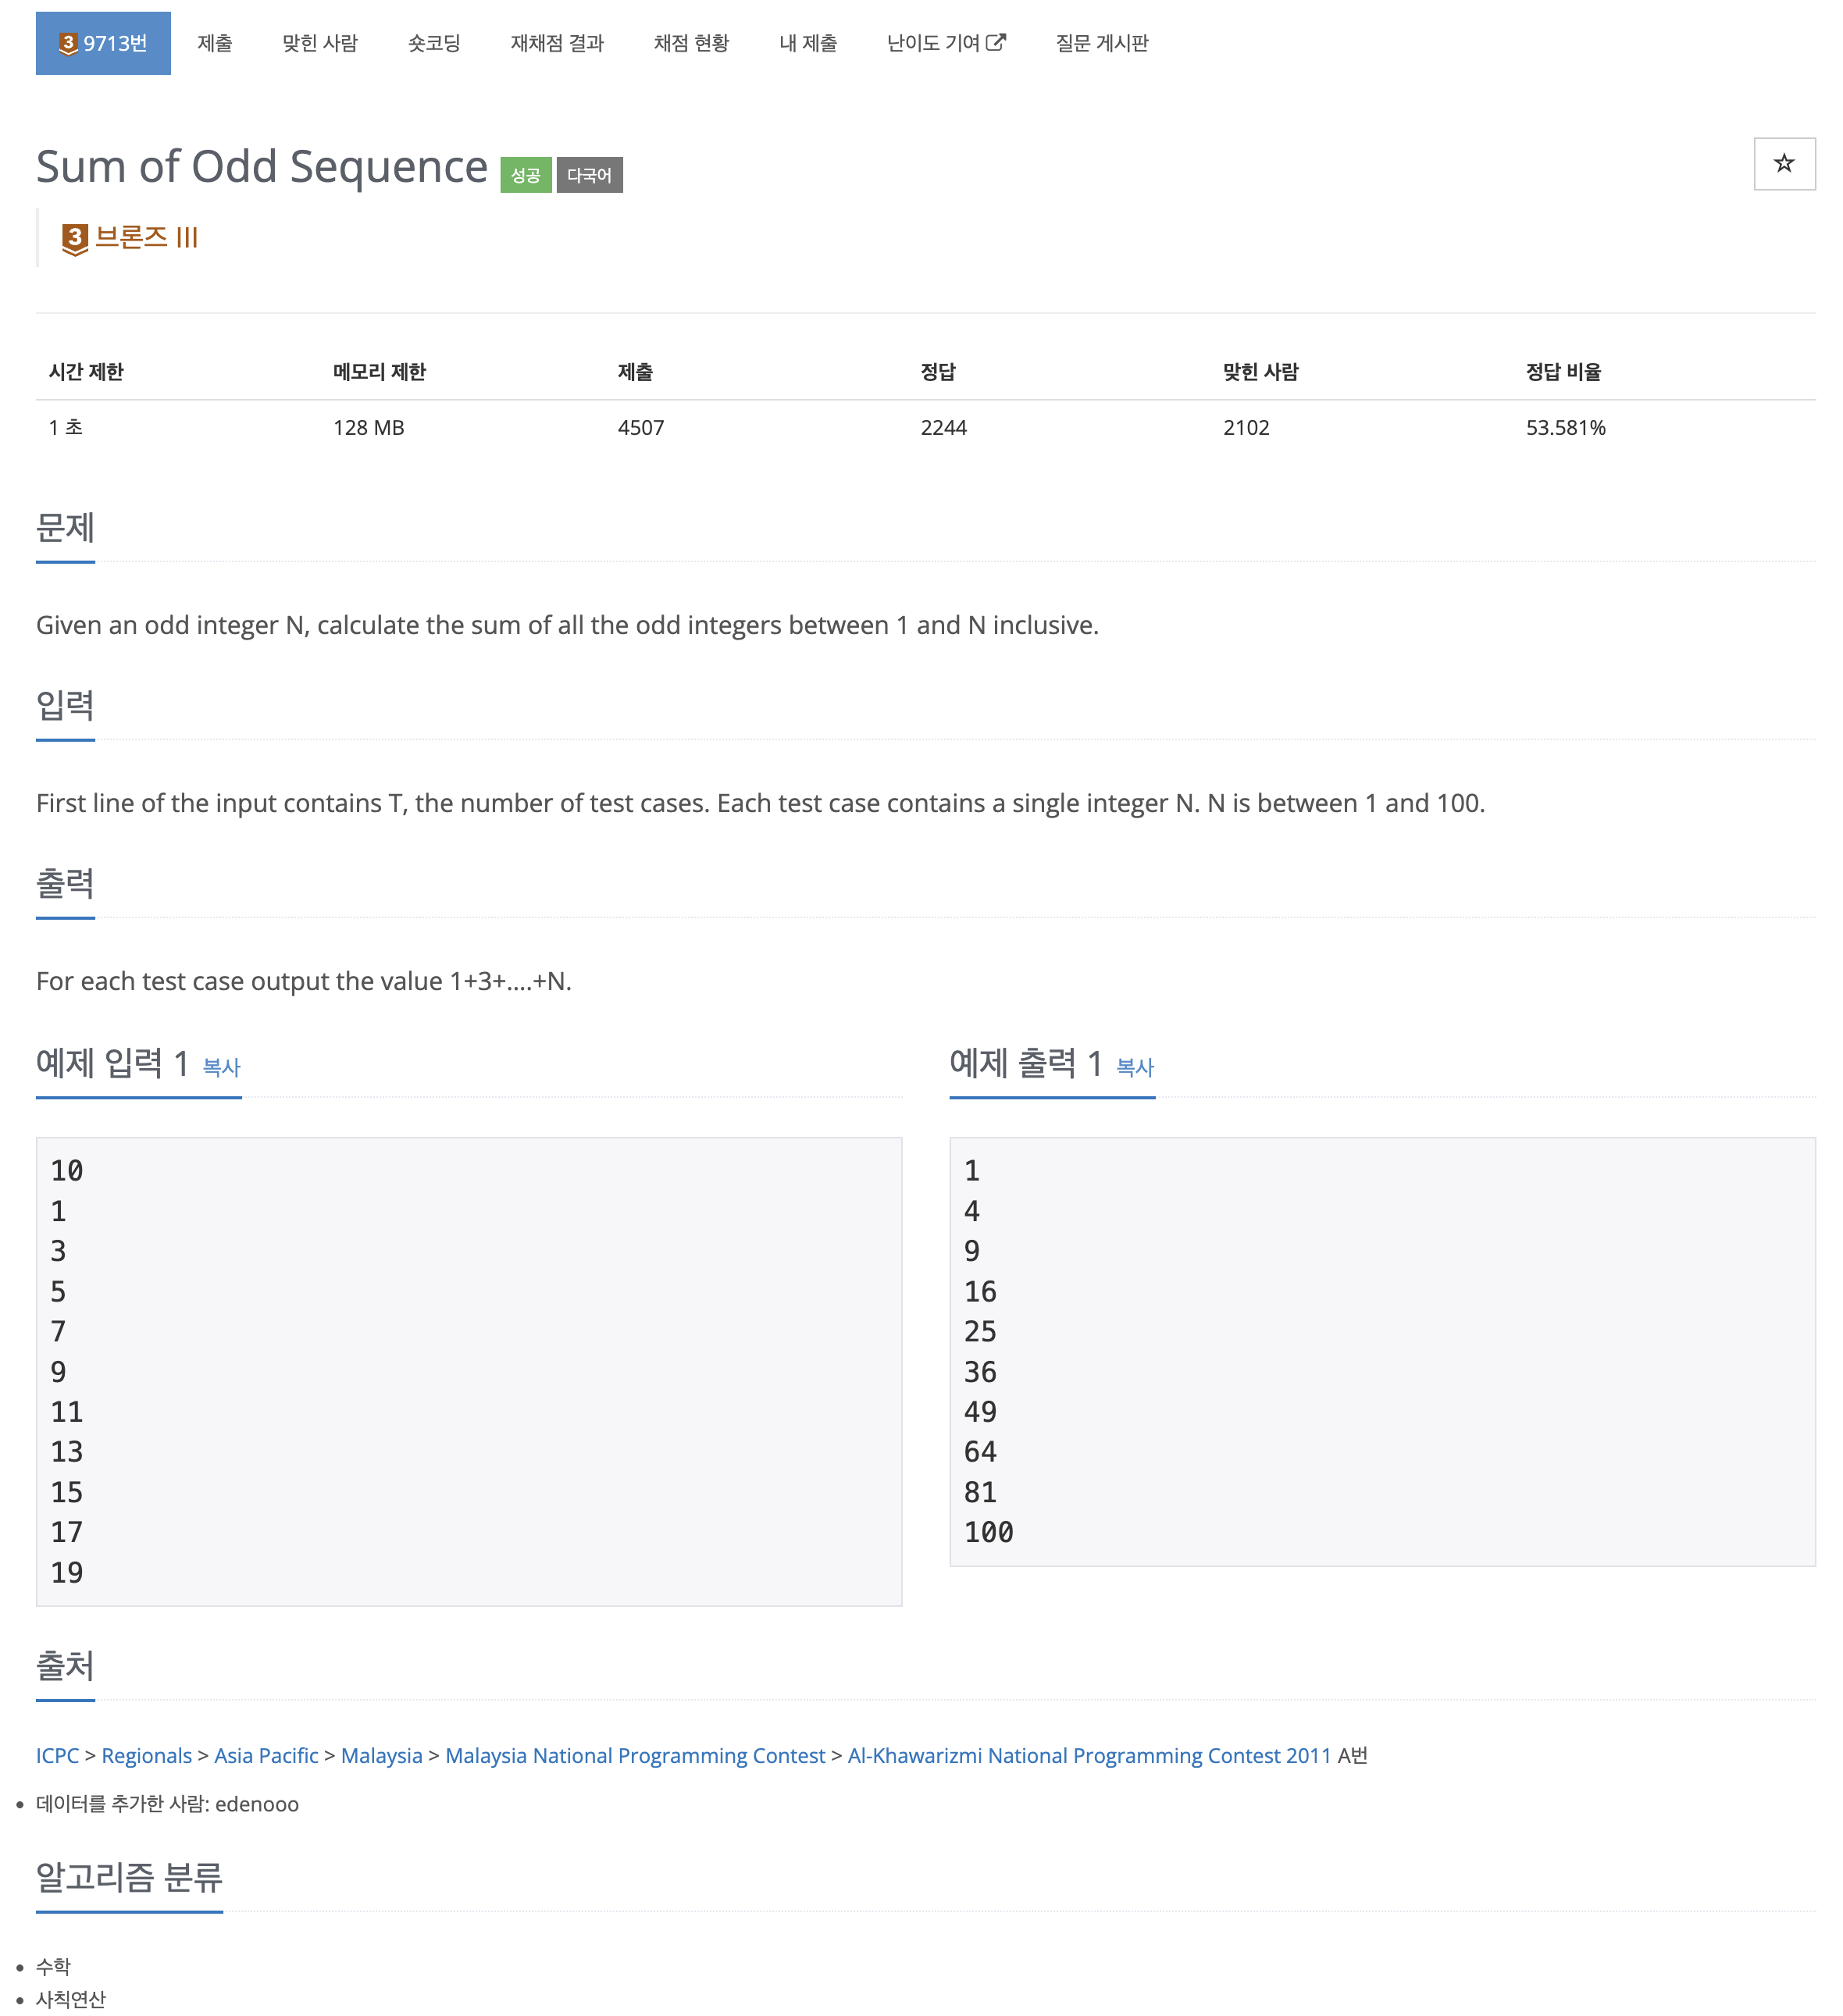 3 9713번 제출 맞힌 사람 숏코딩 재채점 결과 채점 현황 내 제출 난이도 기여 질문 게시판
Sum of Odd Sequence 성공 다국어
3 브론즈 III
시간 제한 메모리 제한 제출 정답 맞힌 사람 정답 비율
1 초 128 MB 4507 2244 2102 53.581%
문제
Given an odd integer N, calculate the sum of all the odd integers between 1 and N inclusive.
입력
First line of the input contains T, the number of test cases. Each test case contains a single integer N. N is between 1 and 100.
출력
For each test case output the value 1+3+....+N.
예제 입력 1 복사
10
1
3
5
7
9
11
13
15
17
19
예제 출력 1 복사
1
4
9
16
25
36
49
64
81
100
출처
ICPC > Regionals > Asia Pacific > Malaysia > Malaysia National Programming Contest > Al-Khawarizmi National Programming Contest 2011 A번
• 데이터를 추가한 사람: edenooo
알고리즘 분류
• 수학
• 사칙연산